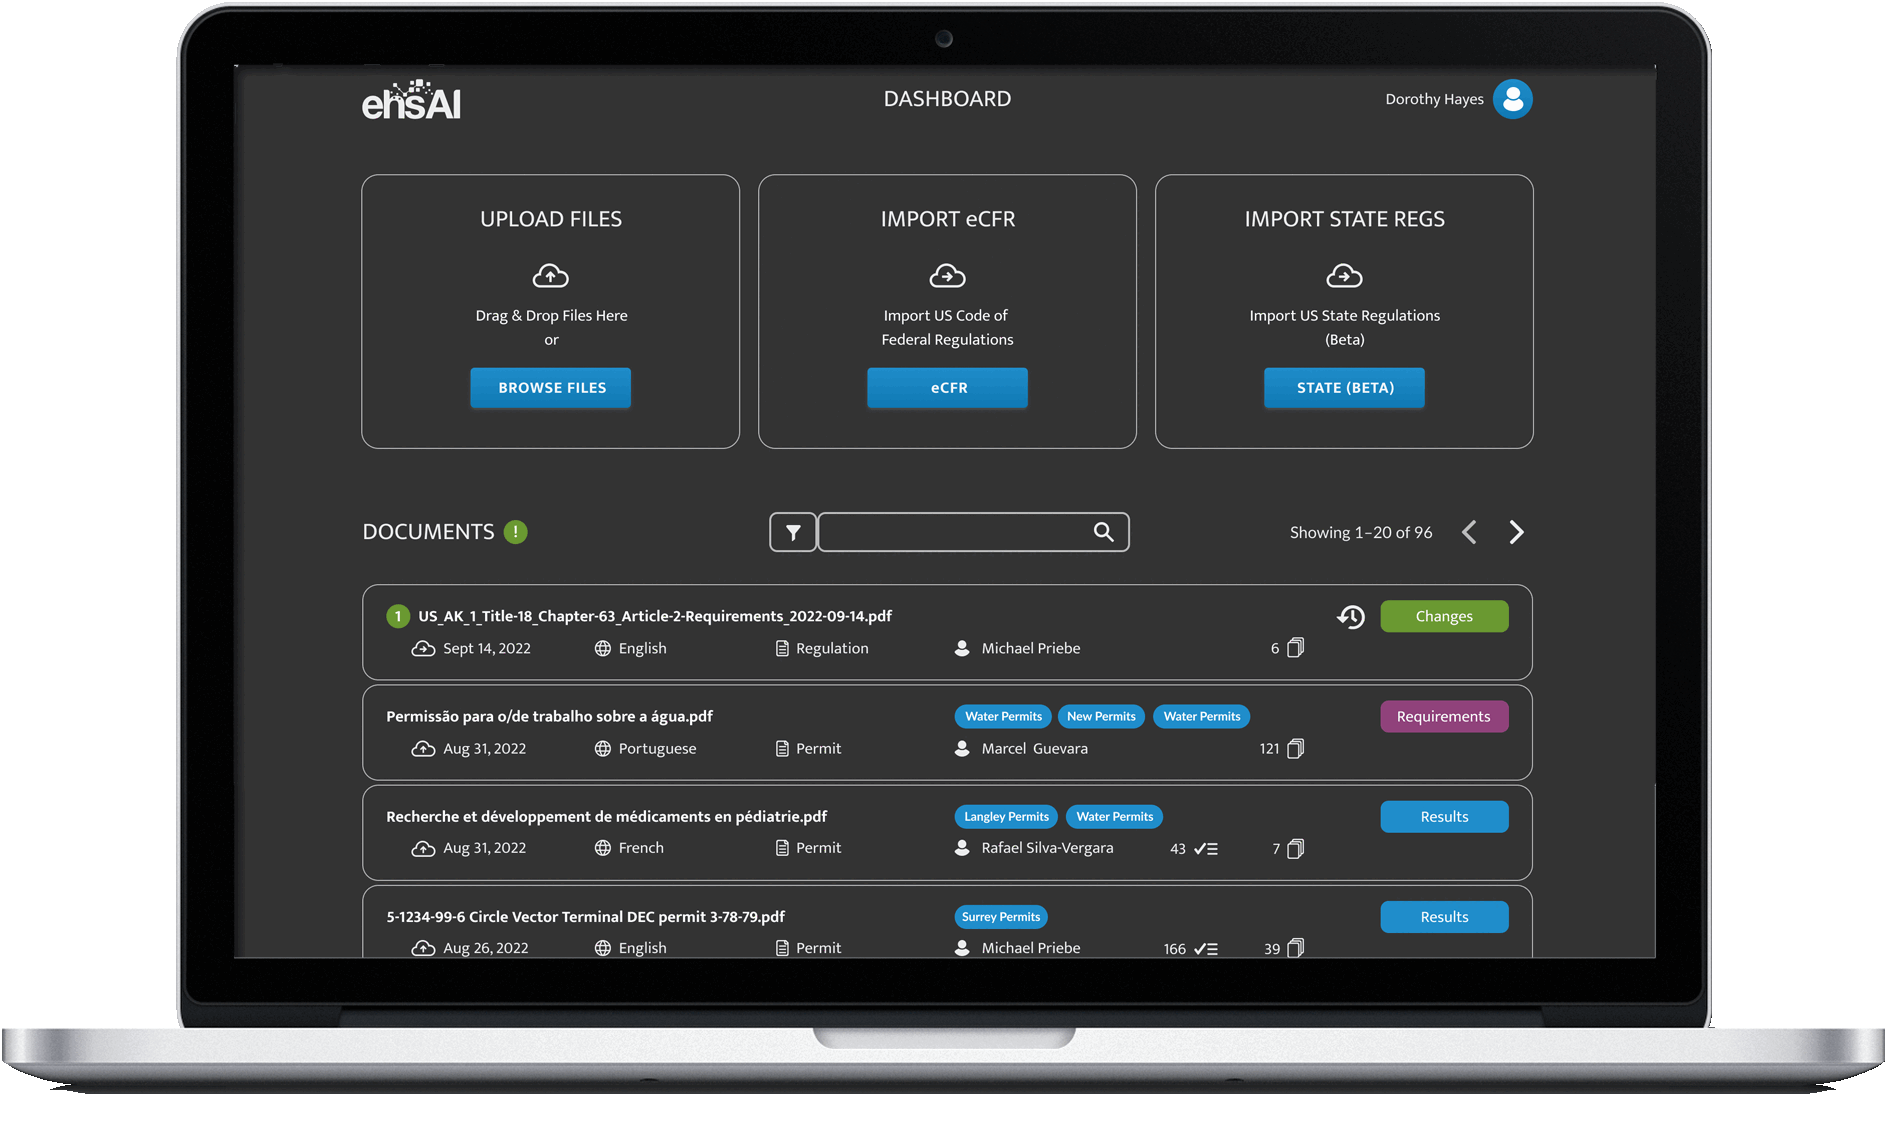 ehsAI
DASHBOARD
Dorothy Hayes
UPLOAD FILES
Drag & Drop Files Here
or
BROWSE FILES
IMPORT eCFR
Import US Code of
Federal Regulations
eCFR
IMPORT STATE REGS
Import US State Regulations
(Beta)
STATE (BETA)
DOCUMENTS !
Showing 1–20 of 96
1 US_AK_1_Title-18_Chapter-63_Article-2-Requirements_2022-09-14.pdf Changes
Sept 14, 2022 English Regulation Michael Priebe 6
Permissão para o/de trabalho sobre a água.pdf Water Permits New Permits Water Permits Requirements
Aug 31, 2022 Portuguese Permit Marcel Guevara 121
Recherche et développement de médicaments en pédiatrie.pdf Langley Permits Water Permits Results
Aug 31, 2022 French Permit Rafael Silva-Vergara 43 7
5-1234-99-6 Circle Vector Terminal DEC permit 3-78-79.pdf Surrey Permits Results
Aug 26, 2022 English Permit Michael Priebe 166 39